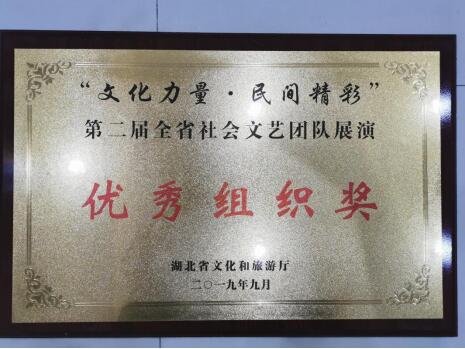 “文化力量·民间精彩”
第二届全省社会文艺团队展演
优秀组织奖
湖北省文化和旅游厅
二〇一九年九月